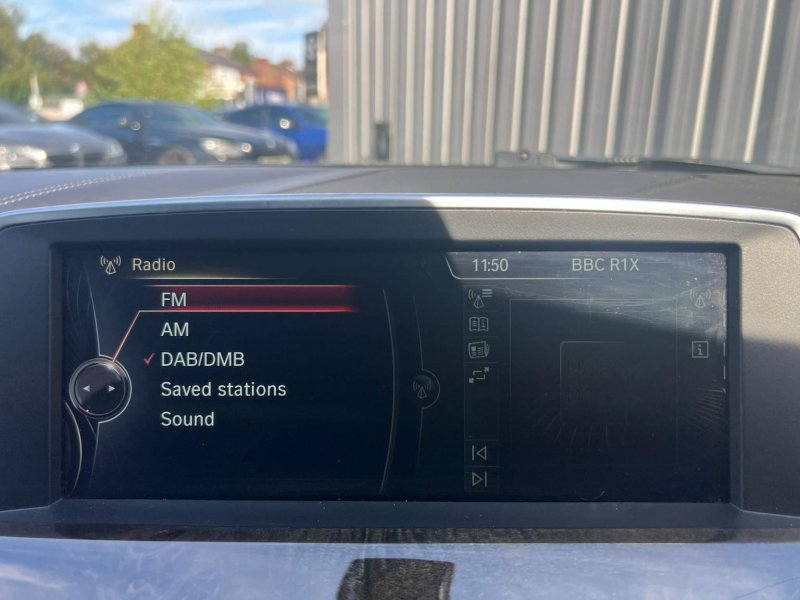 Radio
11:50 BBC R1X
FM
AM
DAB/DMB
Saved stations
Sound